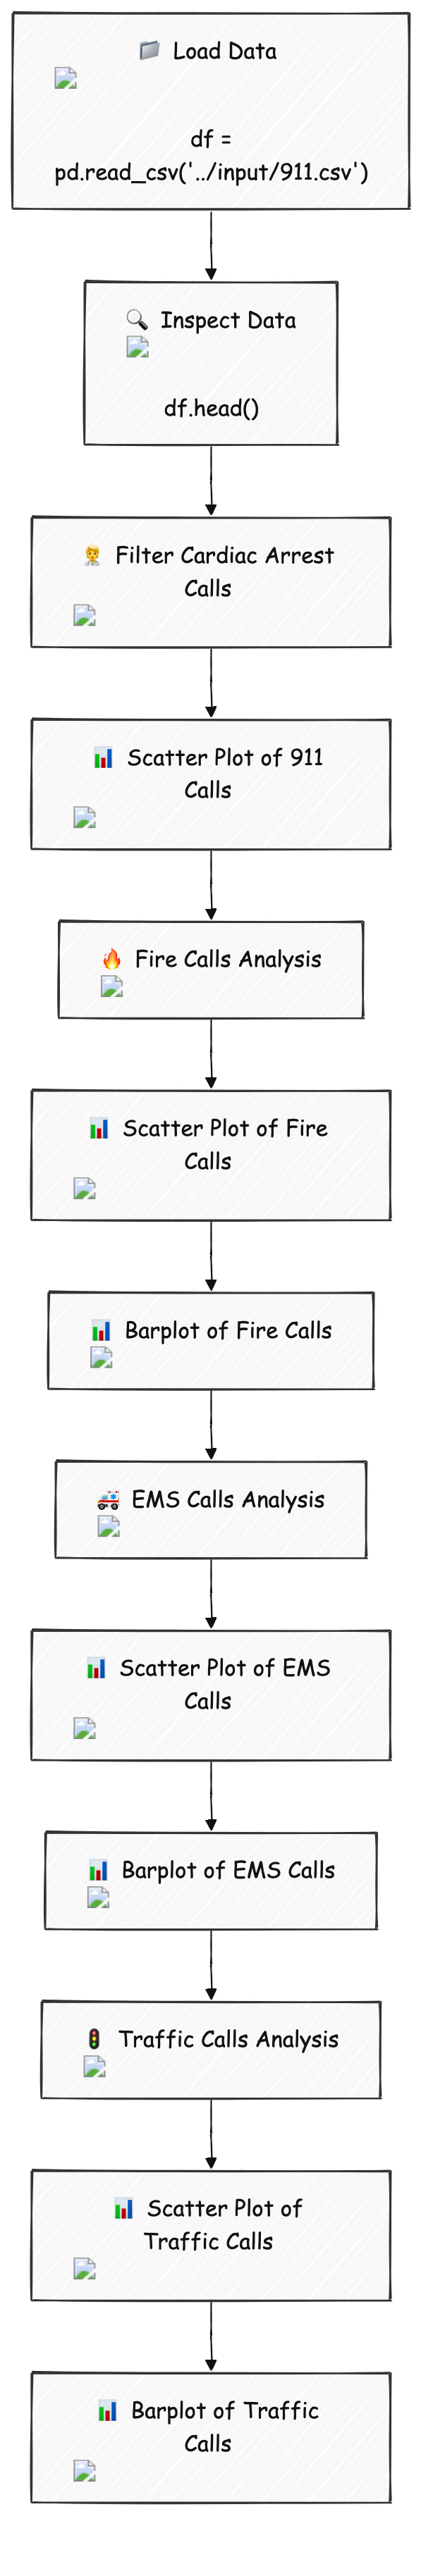 Load Data
df =
pd.read_csv('../input/911.csv')
Inspect Data
df.head()
Filter Cardiac Arrest
Calls
Scatter Plot of 911
Calls
Fire Calls Analysis
Scatter Plot of Fire
Calls
Barplot of Fire Calls
EMS Calls Analysis
Scatter Plot of EMS
Calls
Barplot of EMS Calls
Traffic Calls Analysis
Scatter Plot of
Traffic Calls
Barplot of Traffic
Calls